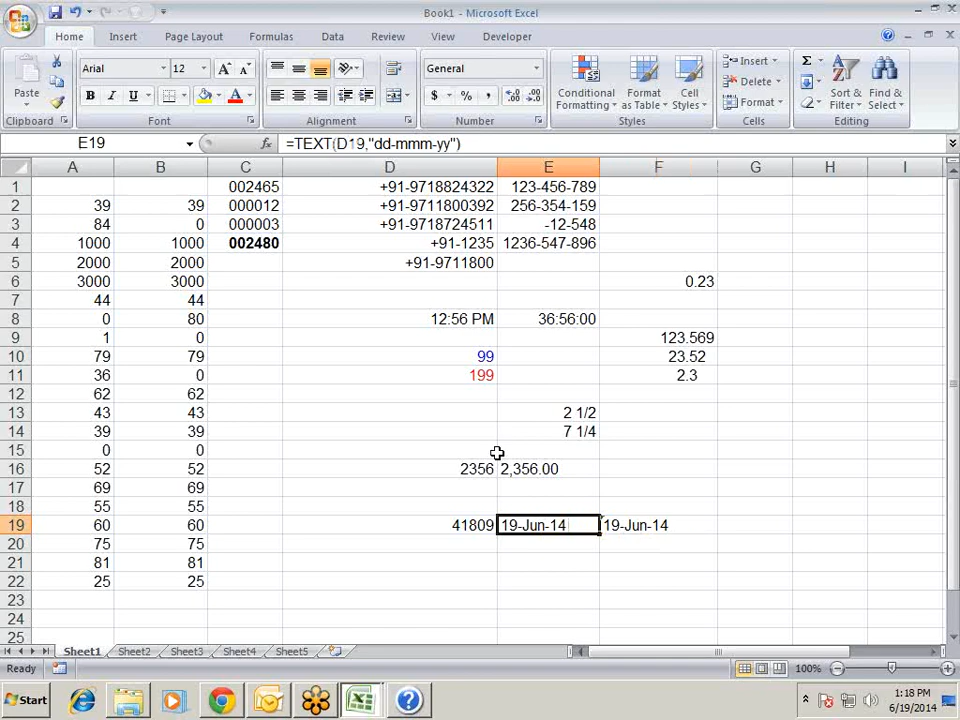 Book1 - Microsoft Excel
Home Insert Page Layout Formulas Data Review View Developer
Paste
Arial 12
General
Conditional Formatting
Format as Table
Cell Styles
Insert
Delete
Format
Sort & Filter
Find & Select
Clipboard Font Alignment Number Styles Cells Editing
E19 fx =TEXT(D19,"dd-mmm-yy")
A B C D E F G H I
1 002465 +91-9718824322 123-456-789
2 39 39 000012 +91-9711800392 256-354-159
3 84 0 000003 +91-9718724511 -12-548
4 1000 1000 002480 +91-1235 1236-547-896
5 2000 2000 +91-9711800
6 3000 3000 0.23
7 44 44
8 0 80 12:56 PM 36:56:00
9 1 0 123.569
10 79 79 99 23.52
11 36 0 199 2.3
12 62 62
13 43 43 2 1/2
14 39 39 7 1/4
15 0 0
16 52 52 2356 2,356.00
17 69 69
18 55 55
19 60 60 41809 19-Jun-14 19-Jun-14
20 75 75
21 81 81
22 25 25
23
24
25
Sheet1 Sheet2 Sheet3 Sheet4 Sheet5
Ready 100%
Start 1:18 PM
6/19/2014